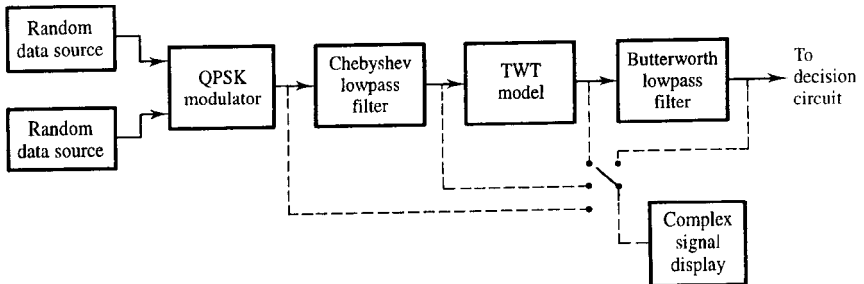 Random
data source
Random
data source
QPSK
modulator
Chebyshev
lowpass
filter
TWT
model
Butterworth
lowpass
filter
To
decision
circuit
Complex
signal
display